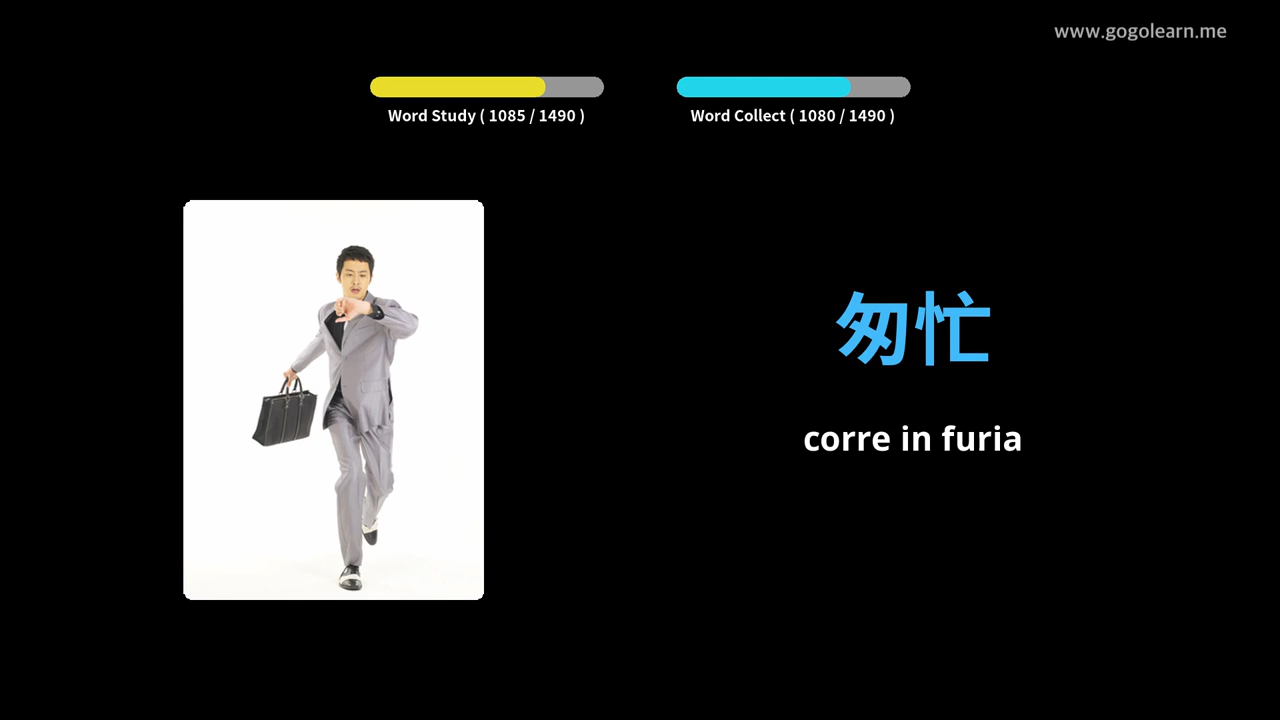 www.gogolearn.me
Word Study ( 1085 / 1490 )
Word Collect ( 1080 / 1490 )
匆忙
corre in furia